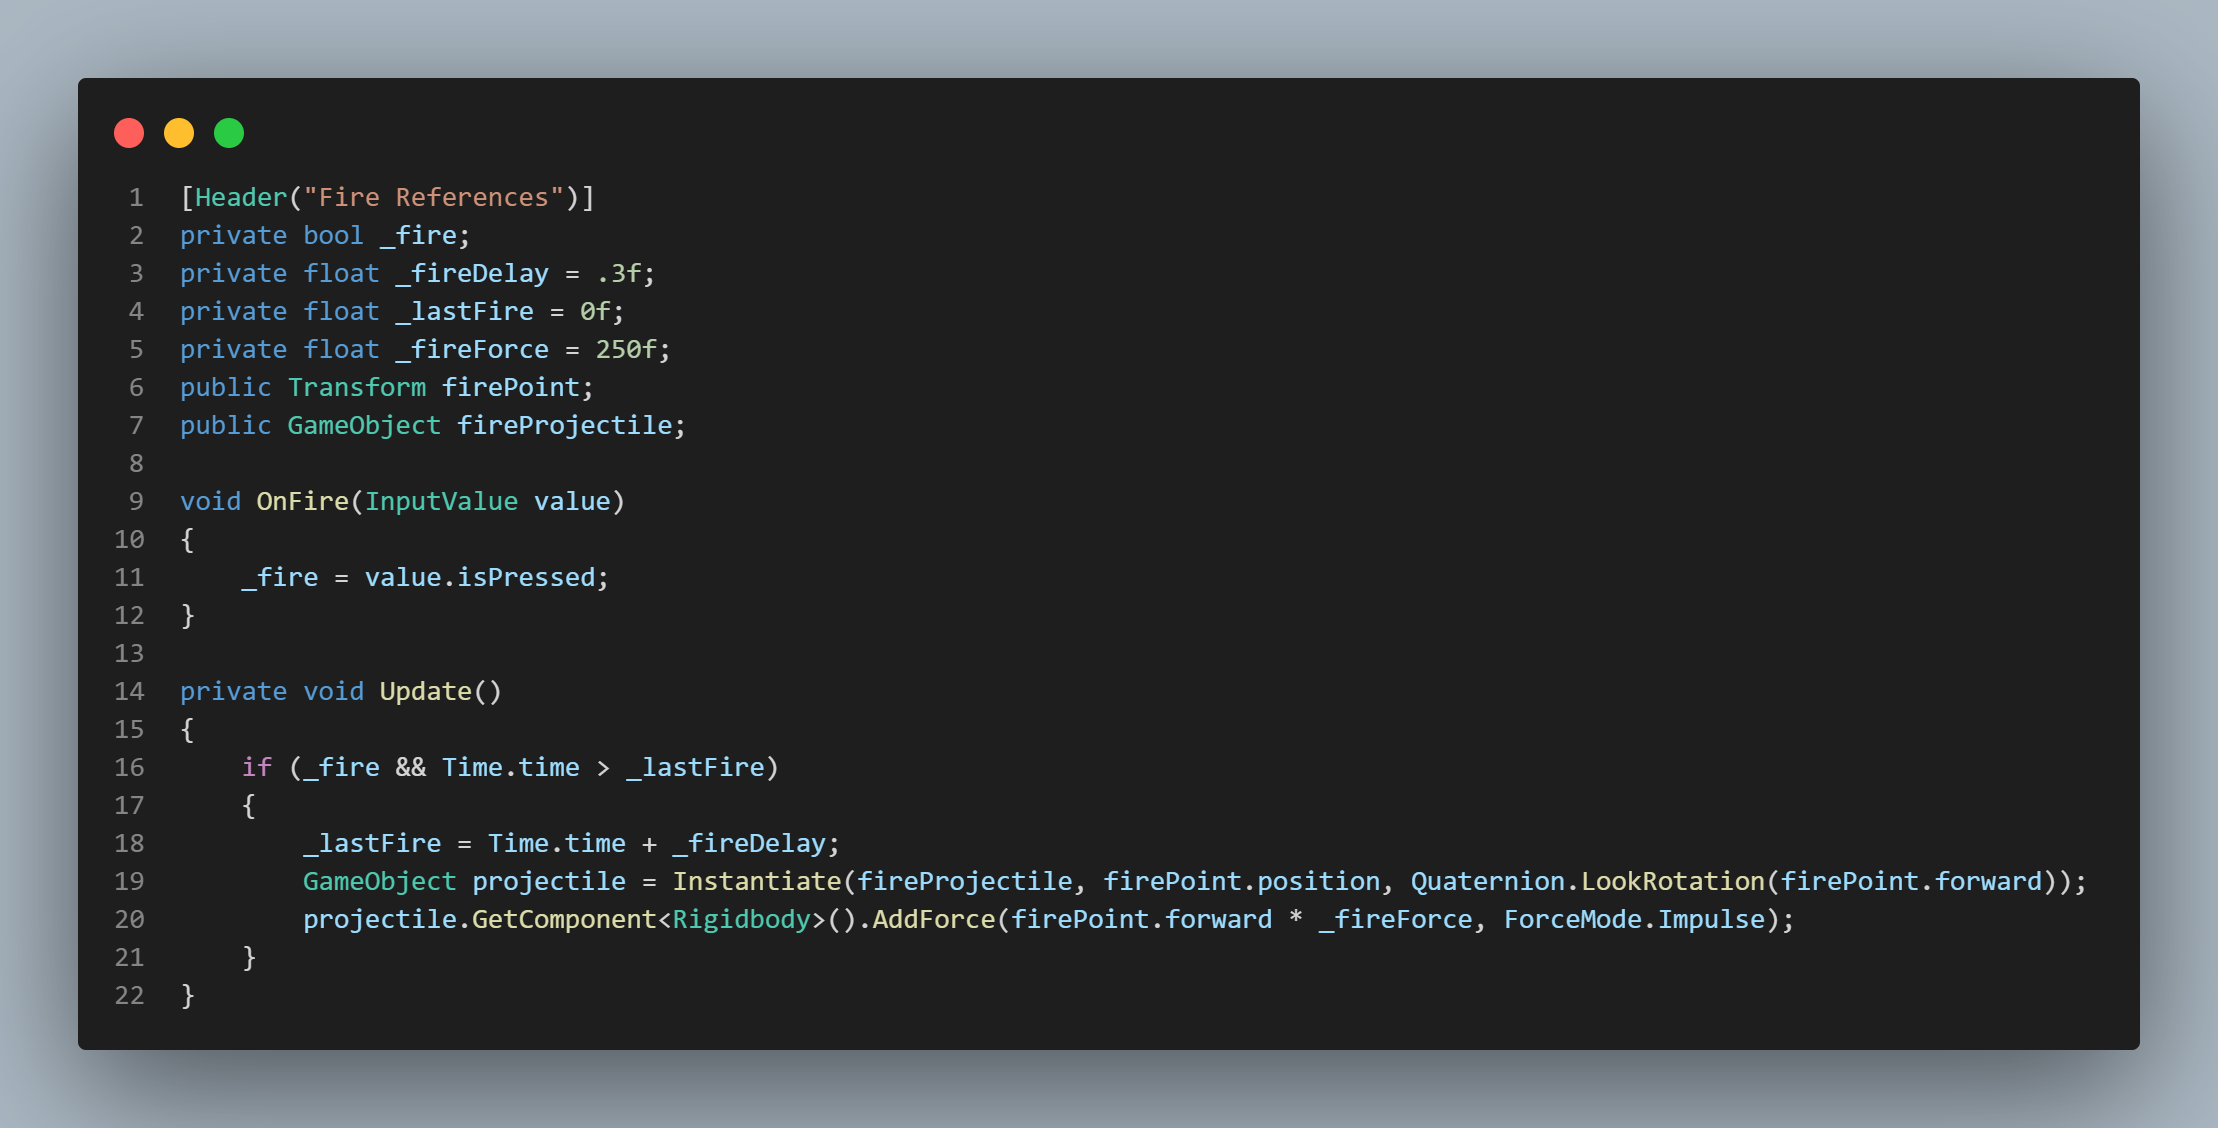 1 [Header("Fire References")]
2 private bool _fire;
3 private float _fireDelay = .3f;
4 private float _lastFire = 0f;
5 private float _fireForce = 250f;
6 public Transform firePoint;
7 public GameObject fireProjectile;
8
9 void OnFire(InputValue value)
10 {
11     _fire = value.isPressed;
12 }
13
14 private void Update()
15 {
16     if (_fire && Time.time > _lastFire)
17     {
18         _lastFire = Time.time + _fireDelay;
19         GameObject projectile = Instantiate(fireProjectile, firePoint.position, Quaternion.LookRotation(firePoint.forward));
20         projectile.GetComponent<Rigidbody>().AddForce(firePoint.forward * _fireForce, ForceMode.Impulse);
21     }
22 }